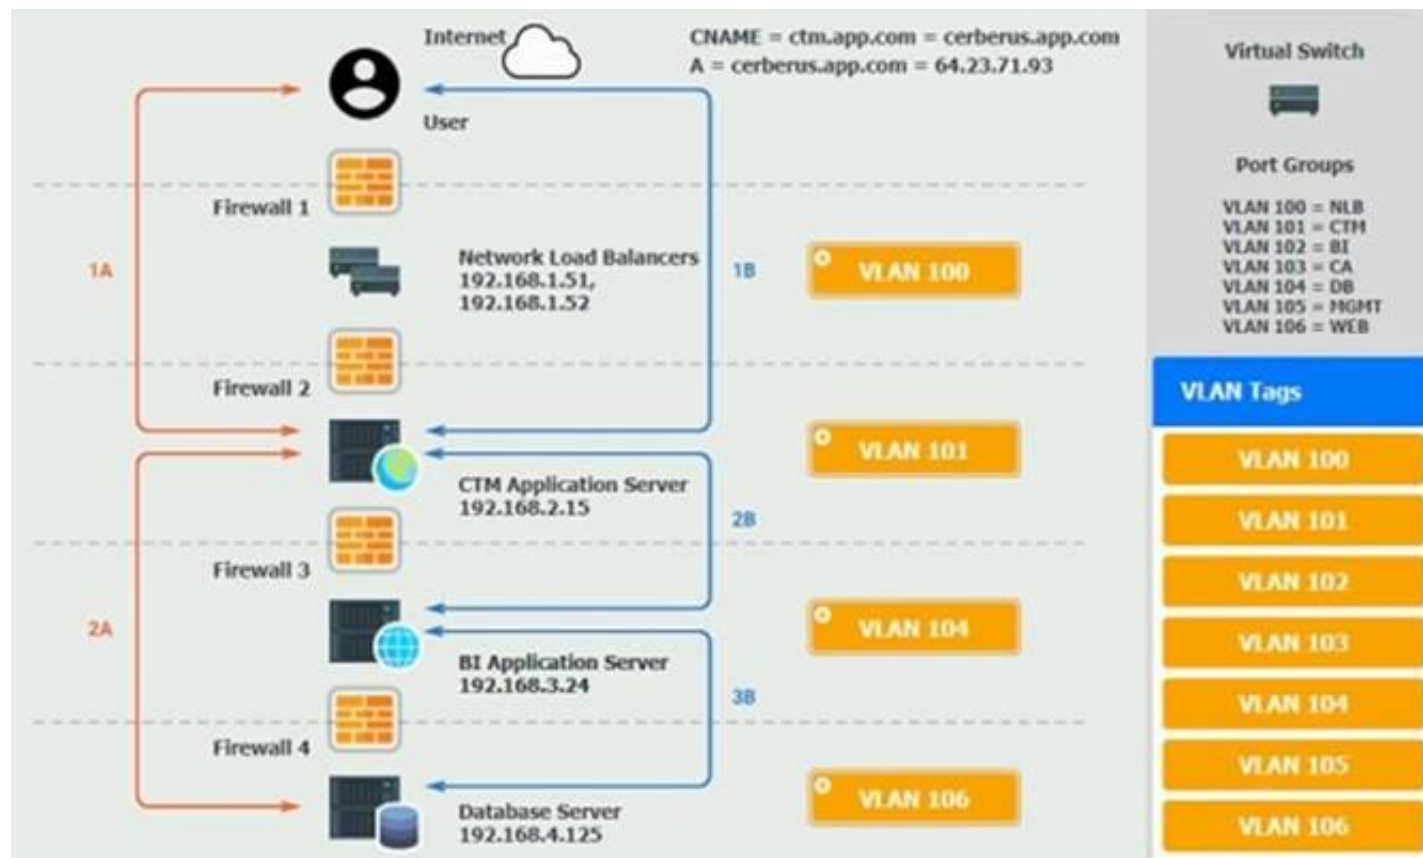 Internet
CNAME = ctm.app.com = cerberus.app.com
A = cerberus.app.com = 64.23.71.93
User
Firewall 1
1A
Network Load Balancers
192.168.1.51,
192.168.1.52
1B
VLAN 100
Firewall 2
VLAN 101
CTM Application Server
192.168.2.15
2B
Firewall 3
2A
VLAN 104
BI Application Server
192.168.3.24
3B
Firewall 4
VLAN 106
Database Server
192.168.4.125
Virtual Switch
Port Groups
VLAN 100 = NLB
VLAN 101 = CTM
VLAN 102 = BI
VLAN 103 = CA
VLAN 104 = DB
VLAN 105 = MGMT
VLAN 106 = WEB
VLAN Tags
VLAN 100
VLAN 101
VLAN 102
VLAN 103
VLAN 104
VLAN 105
VLAN 106